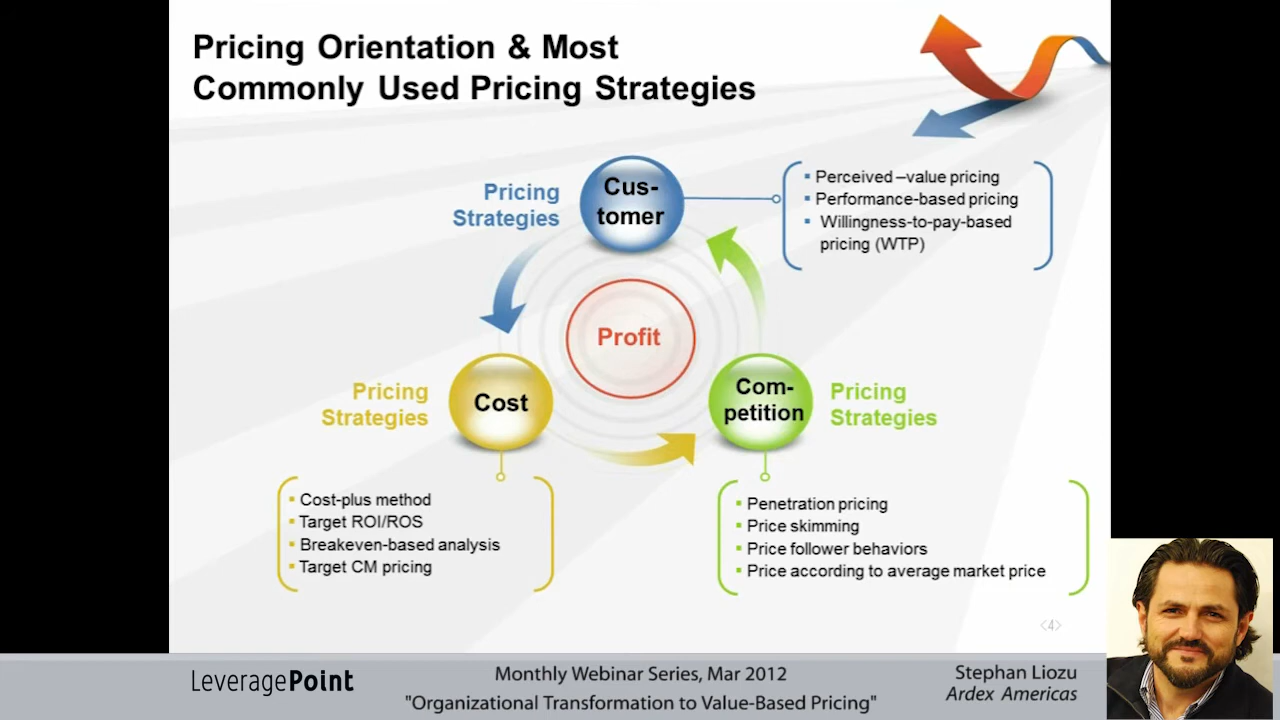 Pricing Orientation & Most
Commonly Used Pricing Strategies
Pricing
Strategies
Cus-
tomer
▪ Perceived –value pricing
▪ Performance-based pricing
▪ Willingness-to-pay-based
pricing (WTP)
Profit
Pricing
Strategies
Cost
Com-
petition
Pricing
Strategies
▪ Cost-plus method
▪ Target ROI/ROS
▪ Breakeven-based analysis
▪ Target CM pricing
▪ Penetration pricing
▪ Price skimming
▪ Price follower behaviors
▪ Price according to average market price
<4>
LeveragePoint
Monthly Webinar Series, Mar 2012
"Organizational Transformation to Value-Based Pricing"
Stephan Liozu
Ardex Americas